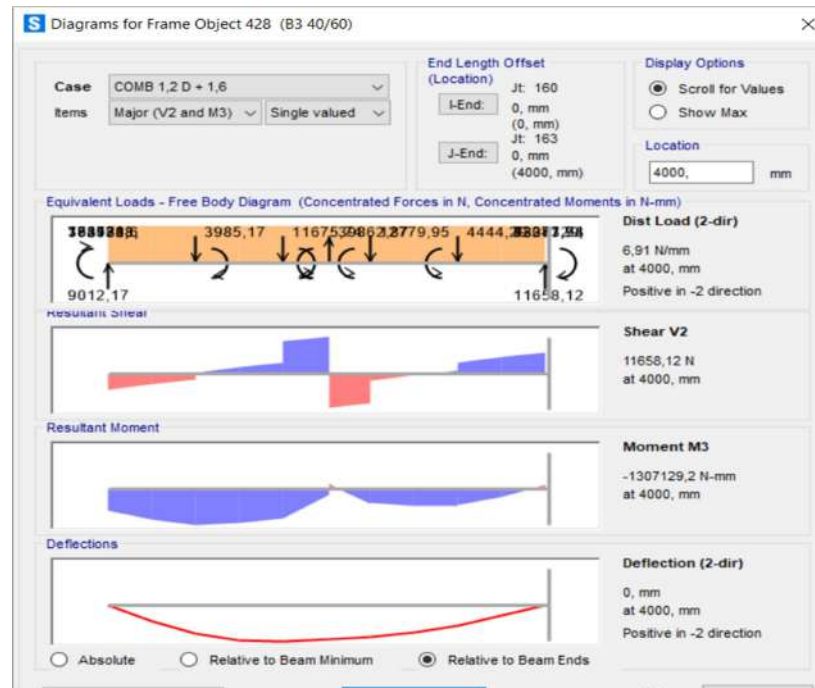 S Diagrams for Frame Object 428 (B3 40/60)
Case COMB 1,2 D + 1,6
Items Major (V2 and M3) Single valued
End Length Offset
(Location)
Jt: 160
I-End: 0, mm
(0, mm)
Jt: 163
J-End: 0, mm
(4000, mm)
Display Options
Scroll for Values
Show Max
Location
4000, mm
Equivalent Loads - Free Body Diagram (Concentrated Forces in N, Concentrated Moments in N-mm)
3985,17
9012,17
11658,12
Dist Load (2-dir)
6,91 N/mm
at 4000, mm
Positive in -2 direction
Resultant Shear
Shear V2
11658,12 N
at 4000, mm
Resultant Moment
Moment M3
-1307129,2 N-mm
at 4000, mm
Deflections
Deflection (2-dir)
0, mm
at 4000, mm
Positive in -2 direction
Absolute Relative to Beam Minimum Relative to Beam Ends